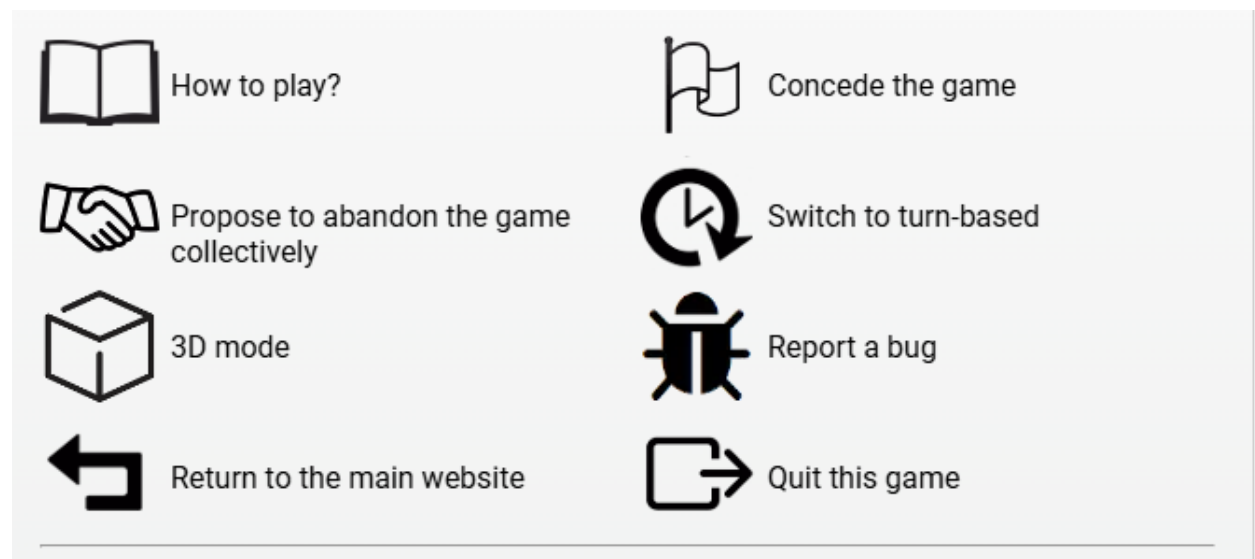 How to play?
Concede the game
Propose to abandon the game
collectively
Switch to turn-based
3D mode
Report a bug
Return to the main website
Quit this game